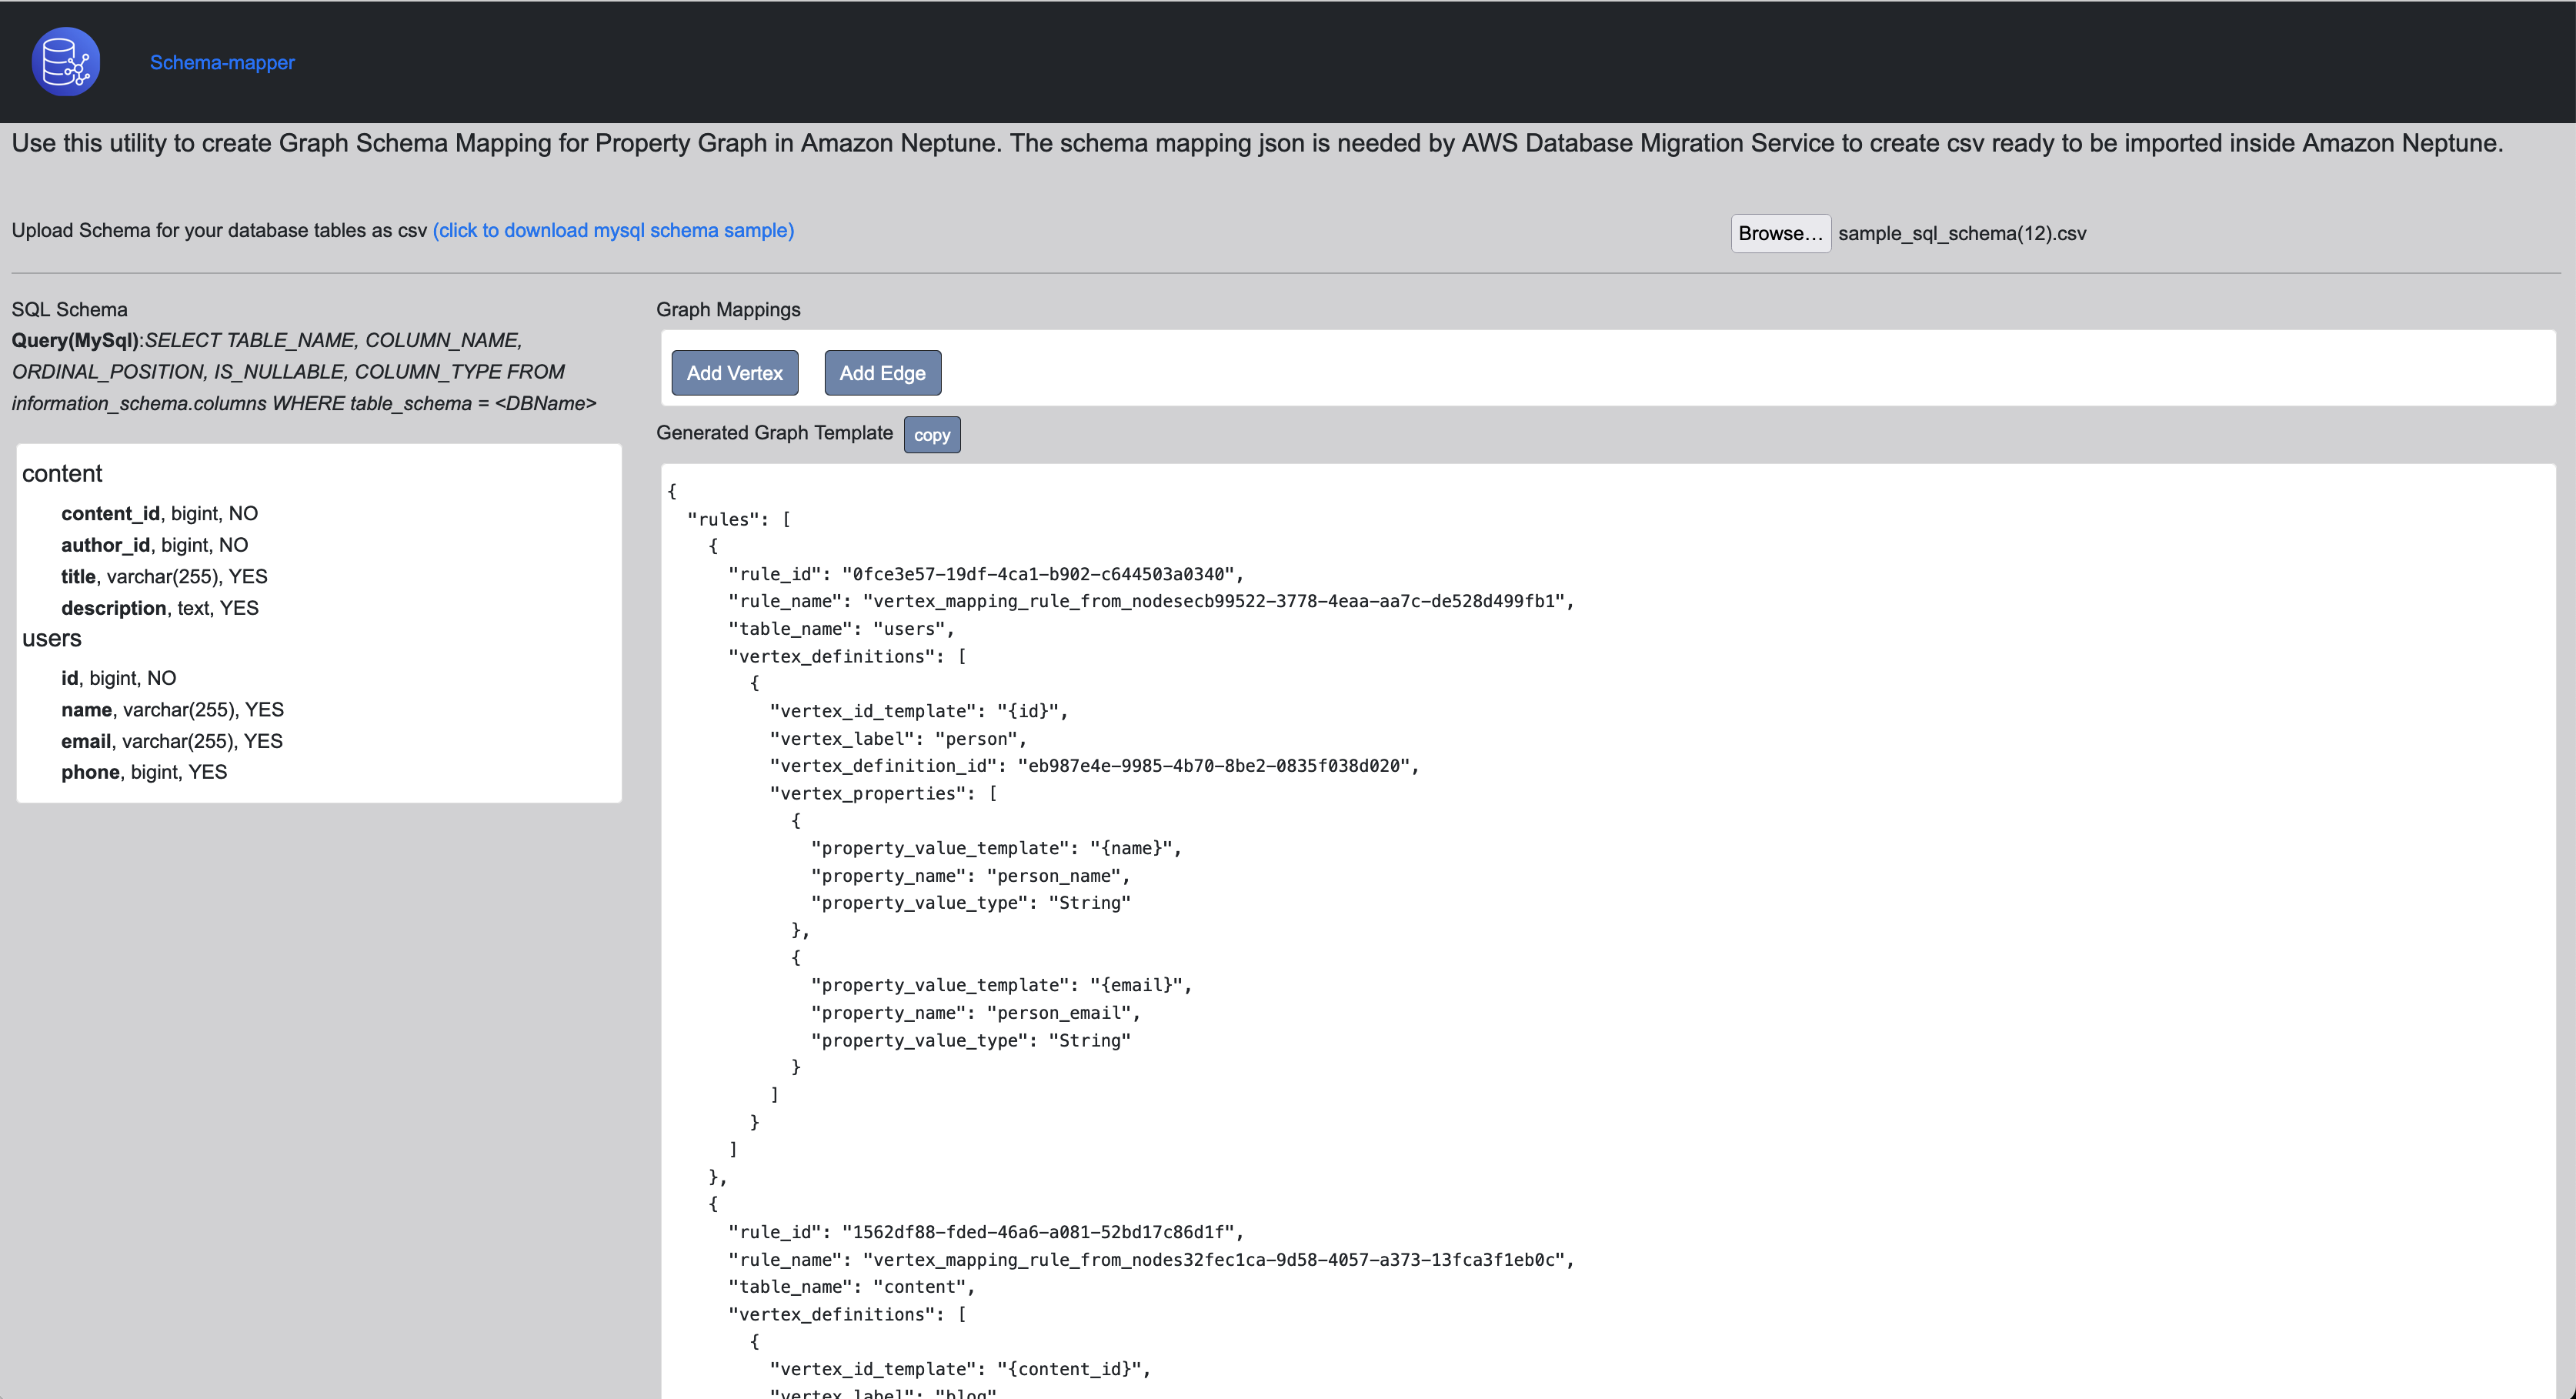 Schema-mapper
Use this utility to create Graph Schema Mapping for Property Graph in Amazon Neptune. The schema mapping json is needed by AWS Database Migration Service to create csv ready to be imported inside Amazon Neptune.
Upload Schema for your database tables as csv (click to download mysql schema sample)
Browse... sample_sql_schema(12).csv
SQL Schema
Query(MySql):SELECT TABLE_NAME, COLUMN_NAME,
ORDINAL_POSITION, IS_NULLABLE, COLUMN_TYPE FROM
information_schema.columns WHERE table_schema = <DBName>
content
content_id, bigint, NO
author_id, bigint, NO
title, varchar(255), YES
description, text, YES
users
id, bigint, NO
name, varchar(255), YES
email, varchar(255), YES
phone, bigint, YES
Graph Mappings
Add Vertex Add Edge
Generated Graph Template copy
{
"rules": [
{
"rule_id": "0fce3e57-19df-4ca1-b902-c644503a0340",
"rule_name": "vertex_mapping_rule_from_nodesecb99522-3778-4eaa-aa7c-de528d499fb1",
"table_name": "users",
"vertex_definitions": [
{
"vertex_id_template": "{id}",
"vertex_label": "person",
"vertex_definition_id": "eb987e4e-9985-4b70-8be2-0835f038d020",
"vertex_properties": [
{
"property_value_template": "{name}",
"property_name": "person_name",
"property_value_type": "String"
},
{
"property_value_template": "{email}",
"property_name": "person_email",
"property_value_type": "String"
}
]
}
]
},
{
"rule_id": "1562df88-fded-46a6-a081-52bd17c86d1f",
"rule_name": "vertex_mapping_rule_from_nodes32fec1ca-9d58-4057-a373-13fca3f1eb0c",
"table_name": "content",
"vertex_definitions": [
{
"vertex_id_template": "{content_id}",
"vertex_label": "blog"